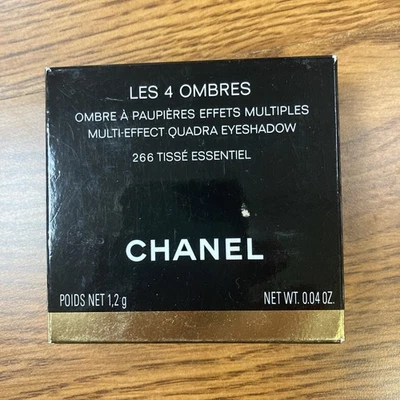 LES 4 OMBRES
OMBRE À PAUPIÈRES EFFETS MULTIPLES
MULTI-EFFECT QUADRA EYESHADOW
266 TISSÉ ESSENTIEL
CHANEL
POIDS NET 1,2 g NET WT. 0.04 OZ.